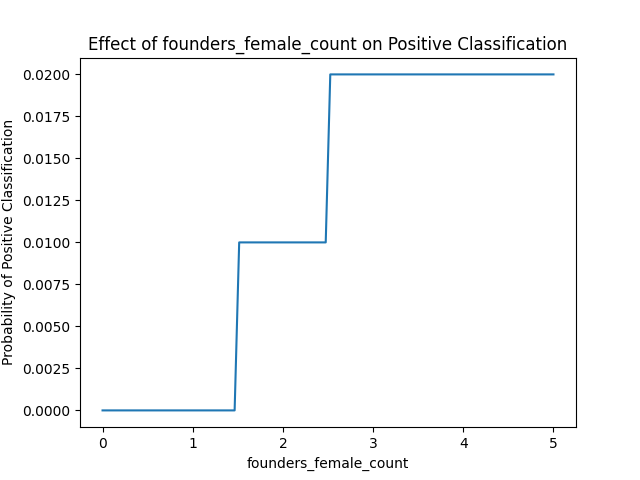 Effect of founders_female_count on Positive Classification
Probability of Positive Classification
0.0200
0.0175
0.0150
0.0125
0.0100
0.0075
0.0050
0.0025
0.0000
0 1 2 3 4 5
founders_female_count